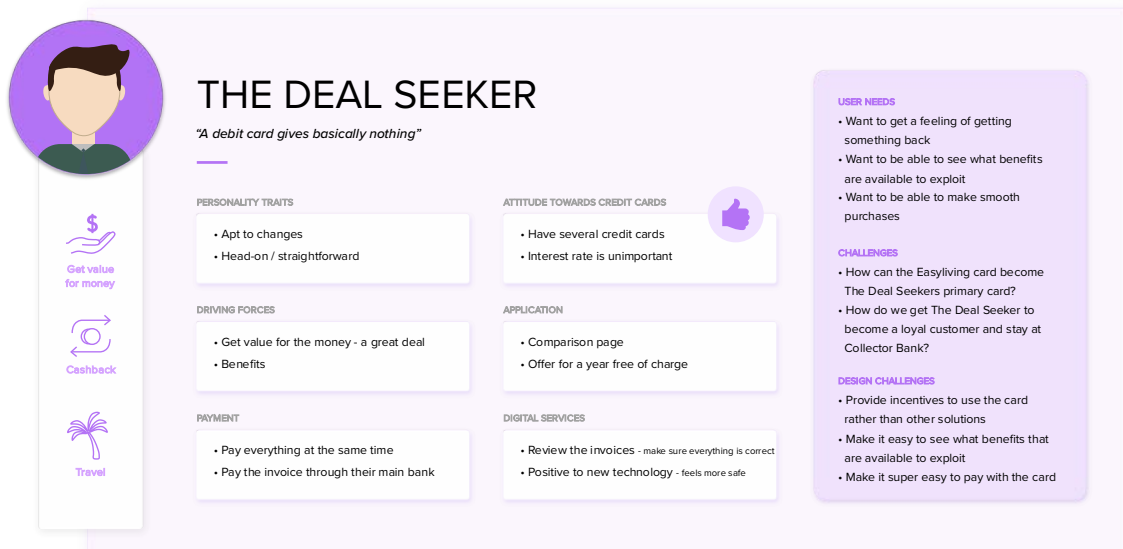 THE DEAL SEEKER
“A debit card gives basically nothing”
$
Get value
for money
Cashback
Travel
PERSONALITY TRAITS
• Apt to changes
• Head-on / straightforward
ATTITUDE TOWARDS CREDIT CARDS
• Have several credit cards
• Interest rate is unimportant
DRIVING FORCES
• Get value for the money - a great deal
• Benefits
APPLICATION
• Comparison page
• Offer for a year free of charge
PAYMENT
• Pay everything at the same time
• Pay the invoice through their main bank
DIGITAL SERVICES
• Review the invoices - make sure everything is correct
• Positive to new technology - feels more safe
USER NEEDS
• Want to get a feeling of getting
something back
• Want to be able to see what benefits
are available to exploit
• Want to be able to make smooth
purchases
CHALLENGES
• How can the Easyliving card become
The Deal Seekers primary card?
• How do we get The Deal Seeker to
become a loyal customer and stay at
Collector Bank?
DESIGN CHALLENGES
• Provide incentives to use the card
rather than other solutions
• Make it easy to see what benefits that
are available to exploit
• Make it super easy to pay with the card